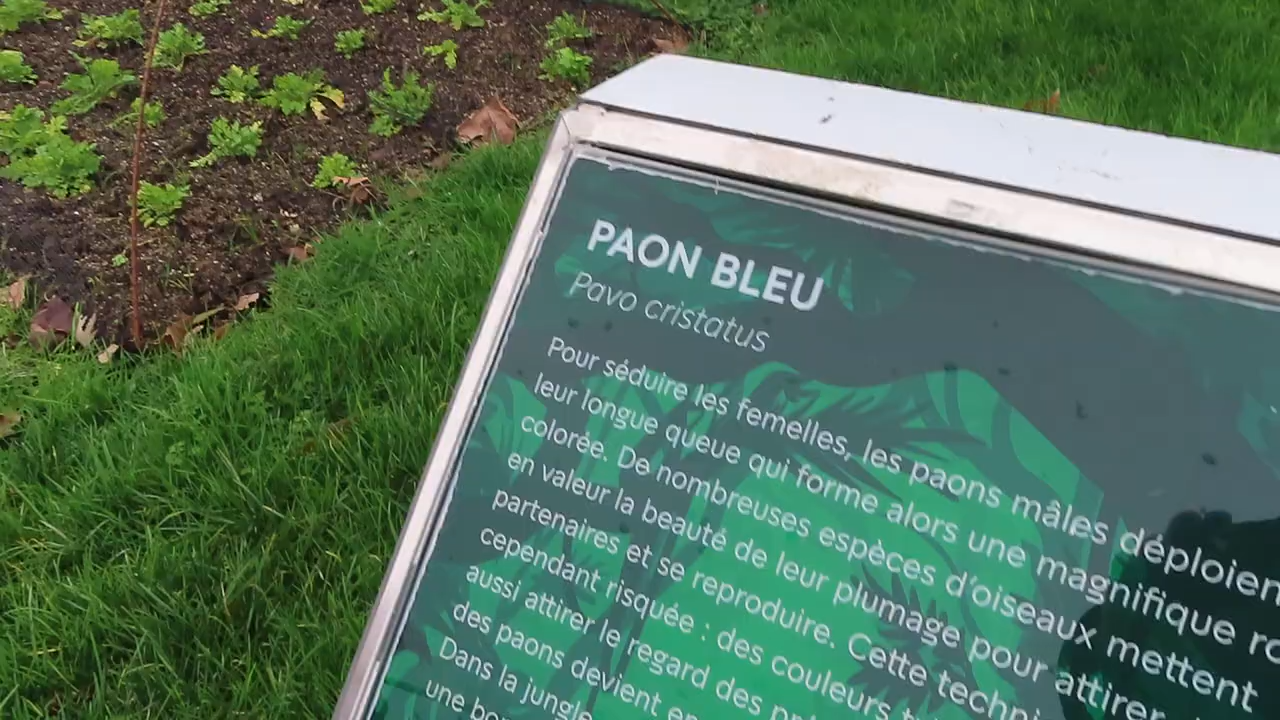 PAON BLEU
Pavo cristatus
Pour séduire les femelles, les paons mâles déploien
leur longue queue qui forme alors une magnifique ro
colorée. De nombreuses espèces d'oiseaux mettent
en valeur la beauté de leur plumage pour attirer
partenaires et se reproduire. Cette techni
cependant risquée : des couleurs t
aussi attirer le regard des pr
des paons devient en
Dans la jungle
une bo